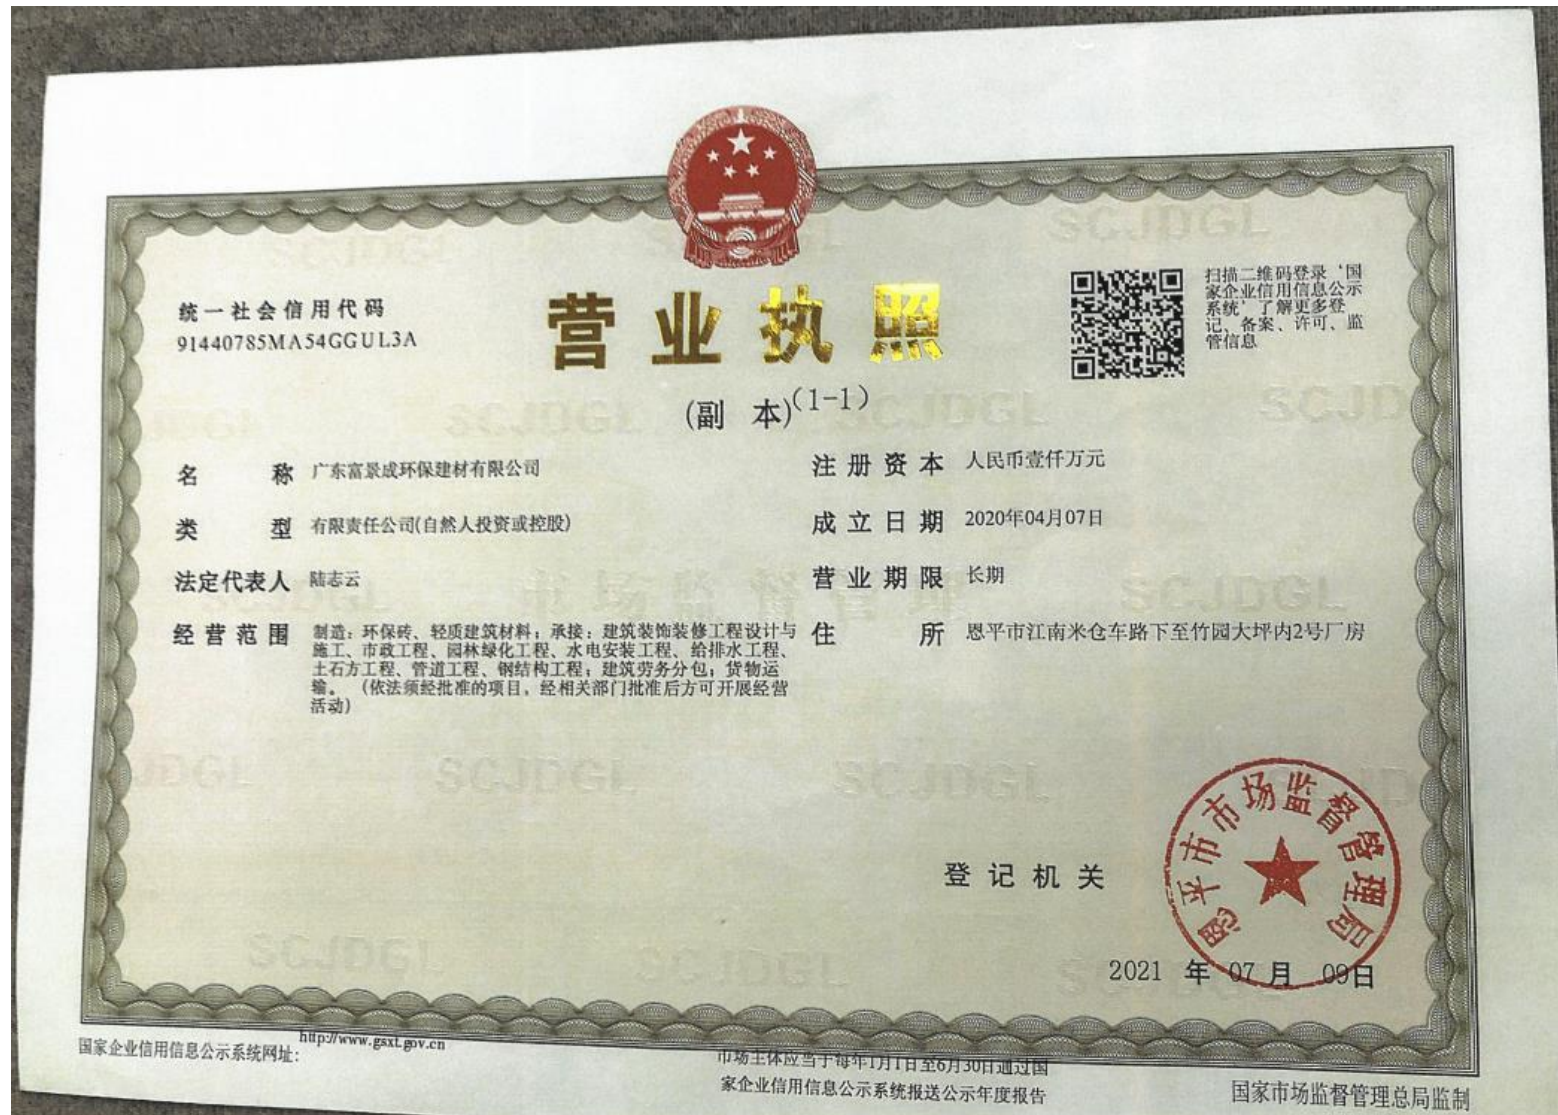 统一社会信用代码
91440785MA54GGUL3A
营业执照
(副 本)(1-1)
扫描二维码登录‘国
家企业信用信息公示
系统’了解更多登
记、备案、许可、监
管信息
名 称 广东富景成环保建材有限公司
类 型 有限责任公司(自然人投资或控股)
法定代表人 陆志云
经营范围 制造：环保砖、轻质建筑材料；承接：建筑装饰装修工程设计与
施工、市政工程、园林绿化工程、水电安装工程、给排水工程、
土石方工程、管道工程、钢结构工程；建筑劳务分包；货物运
输。（依法须经批准的项目，经相关部门批准后方可开展经营
活动）
注册资本 人民币壹仟万元
成立日期 2020年04月07日
营业期限 长期
住 所 恩平市江南米仓车路下至竹园大坪内2号厂房
登记机关
恩平市市场监督管理局
2021 年 07 月 09日
国家企业信用信息公示系统网址：
http://www.gsxt.gov.cn
市场主体应当于每年1月1日至6月30日通过国
家企业信用信息公示系统报送公示年度报告
国家市场监督管理总局监制
SCJDGL
市场监督管理